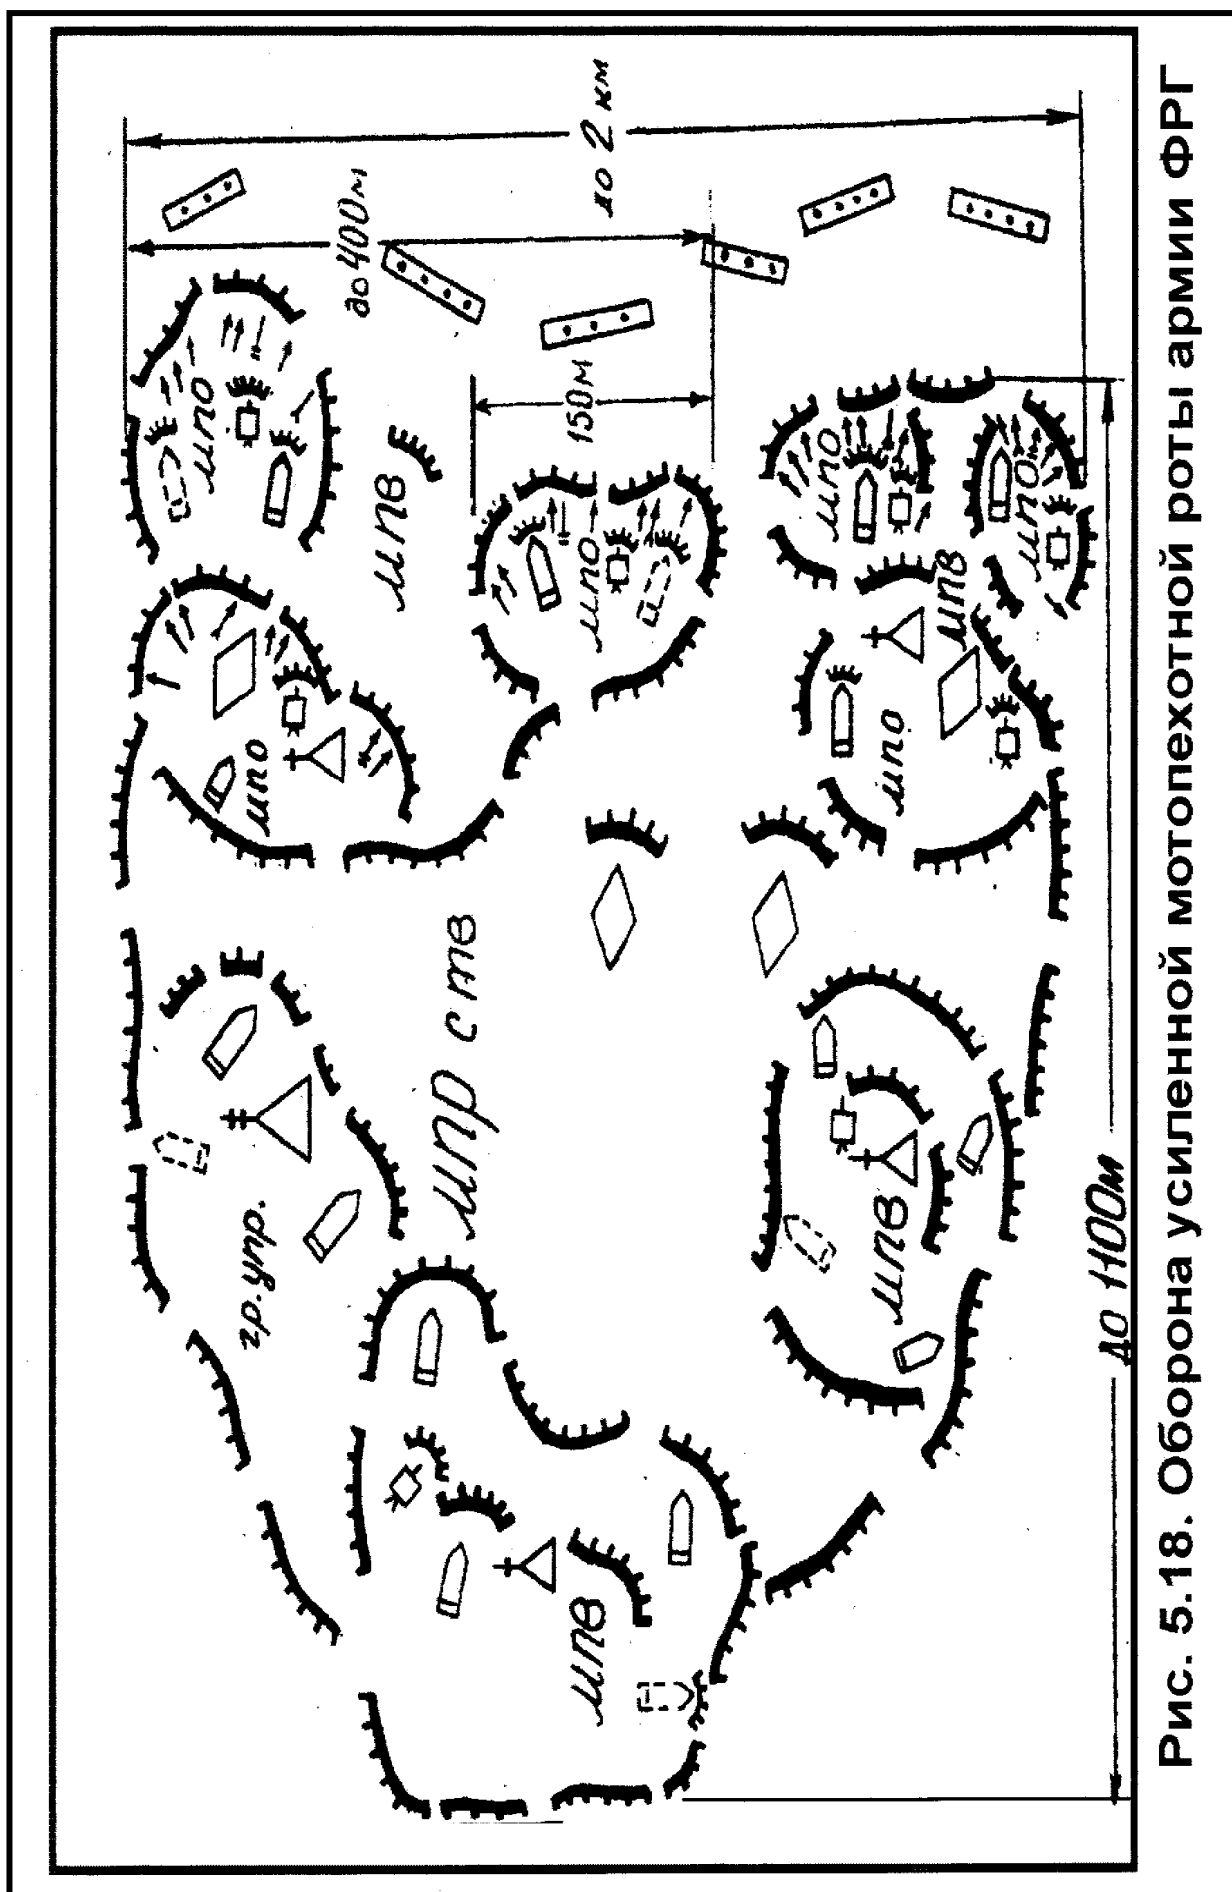 до 2 км
до 400м
мпо
мпв
150м
мпо
мпо
мпо
мпв
мпо
мпо
мпр с тв
гр. упр.
мпв
мпв
до 1100м
Рис. 5.18. Оборона усиленной мотопехотной роты армии ФРГ